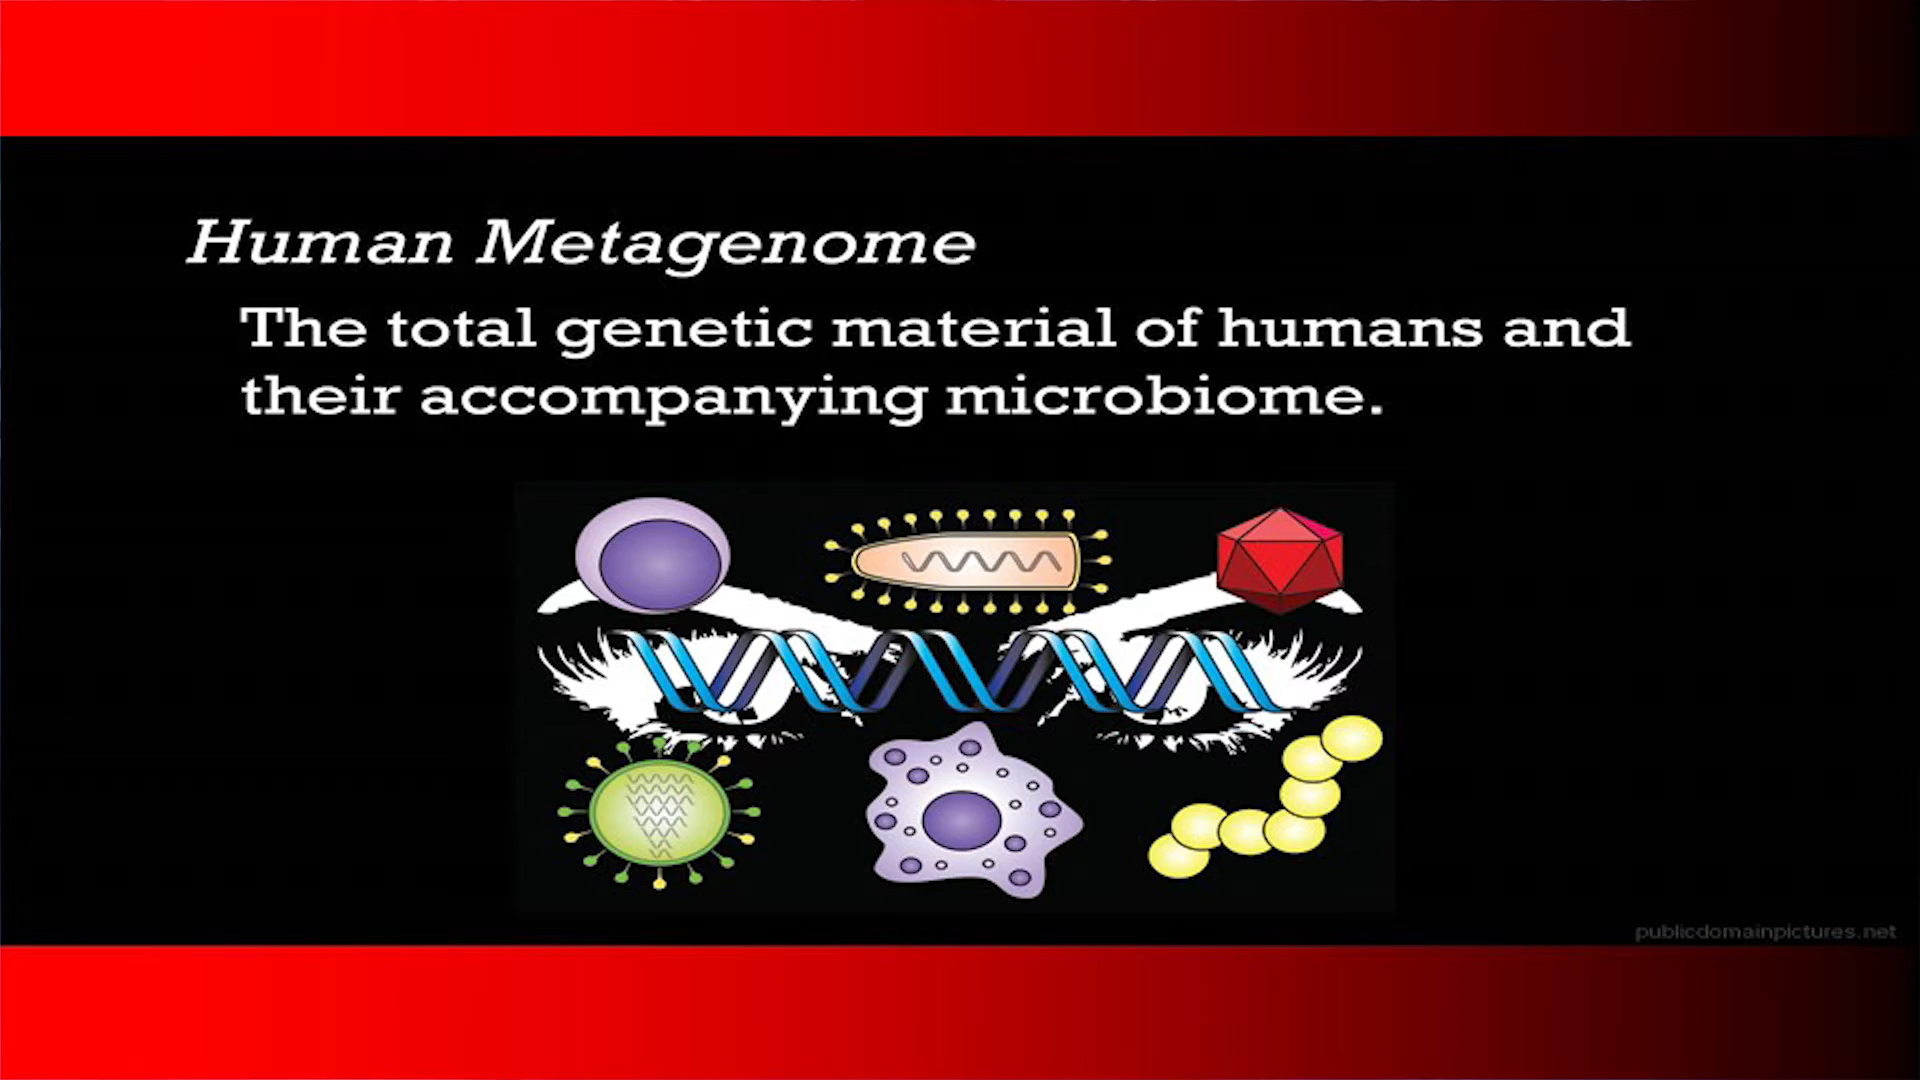 Human Metagenome
The total genetic material of humans and
their accompanying microbiome.
publicdomainpictures.net